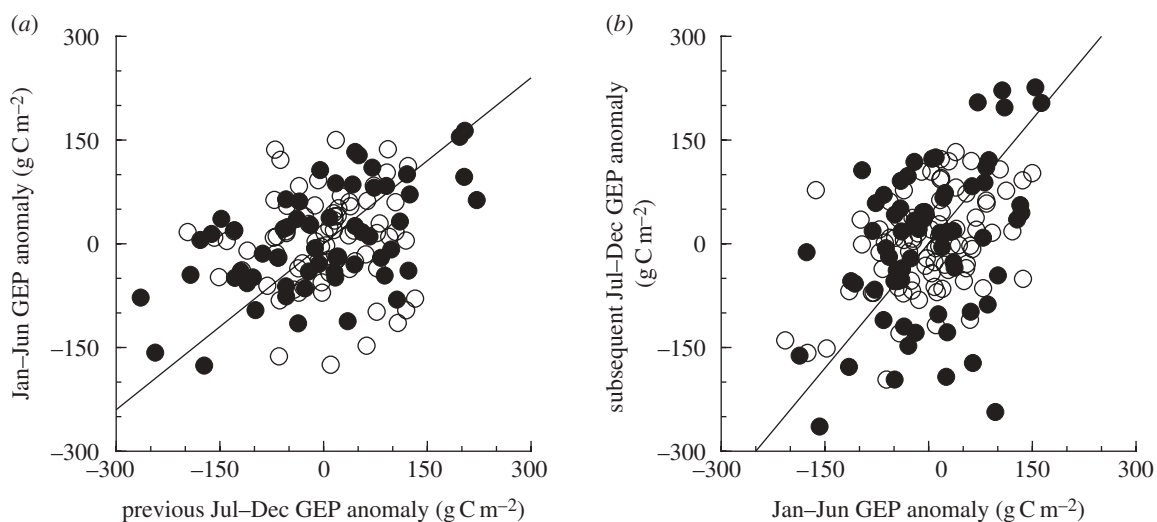 (a)
300
150
0
−150
−300
−300
−150
0
150
300
Jan–Jun GEP anomaly (g C m−2)
previous Jul–Dec GEP anomaly (g C m−2)
(b)
300
150
0
−150
−300
−300
−150
0
150
300
subsequent Jul–Dec GEP anomaly
(g C m−2)
Jan–Jun GEP anomaly (g C m−2)